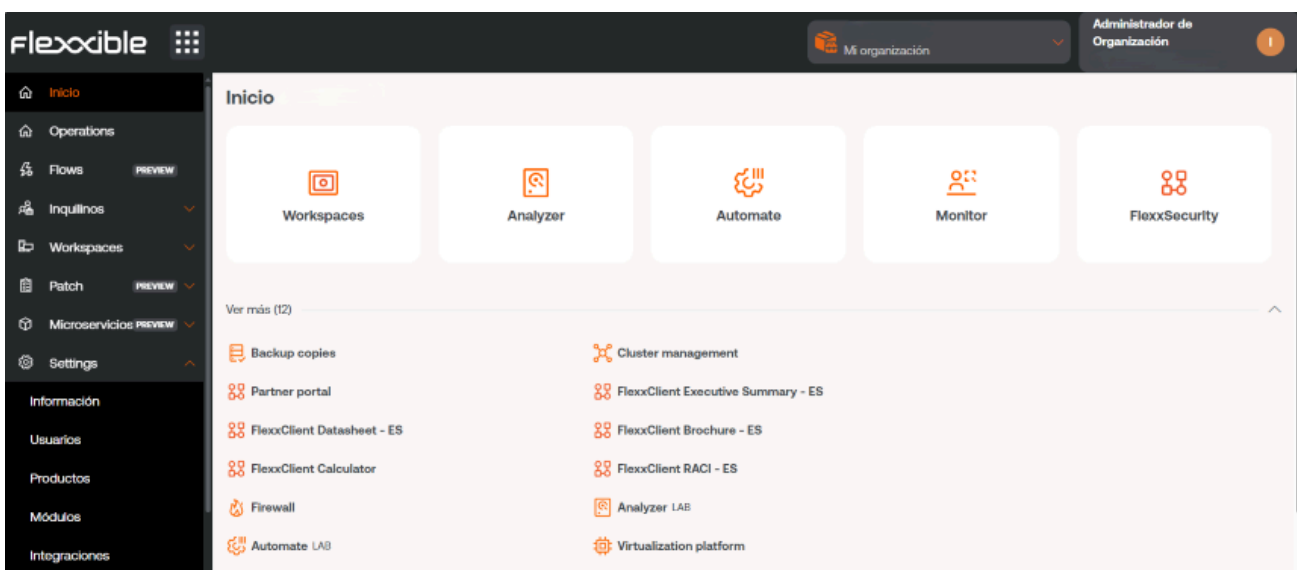 Flexxible
Mi organización
Administrador de
Organización
I
Inicio
Operations
Flows PREVIEW
Inquilinos
Workspaces
Patch PREVIEW
Microservicios PREVIEW
Settings
Información
Usuarios
Productos
Módulos
Integraciones
Inicio
Workspaces
Analyzer
Automate
Monitor
FlexxSecurity
Ver más (12)
Backup copies
Cluster management
Partner portal
FlexxClient Executive Summary - ES
FlexxClient Datasheet - ES
FlexxClient Brochure - ES
FlexxClient Calculator
FlexxClient RACI - ES
Firewall
Analyzer LAB
Automate LAB
Virtualization platform